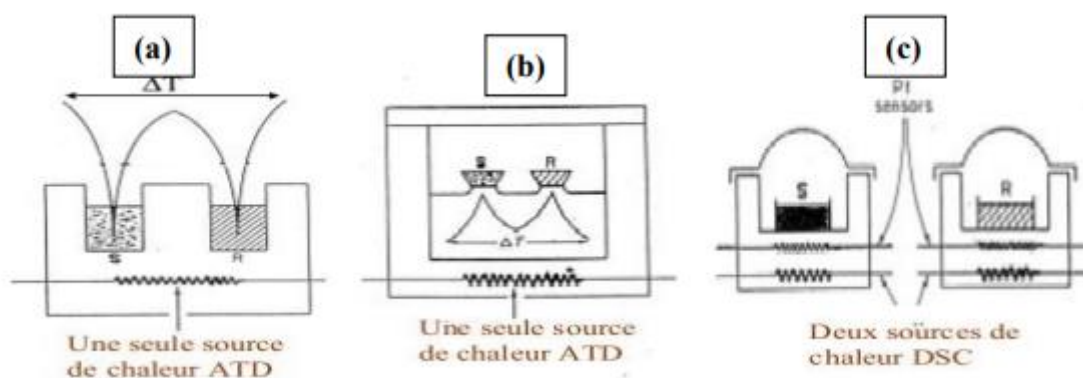 (a)
ΔT
S
R
Une seule source
de chaleur ATD
(b)
S
R
ΔT
Une seule source
de chaleur ATD
(c)
Pt
sensors
S
R
Deux sources de
chaleur DSC